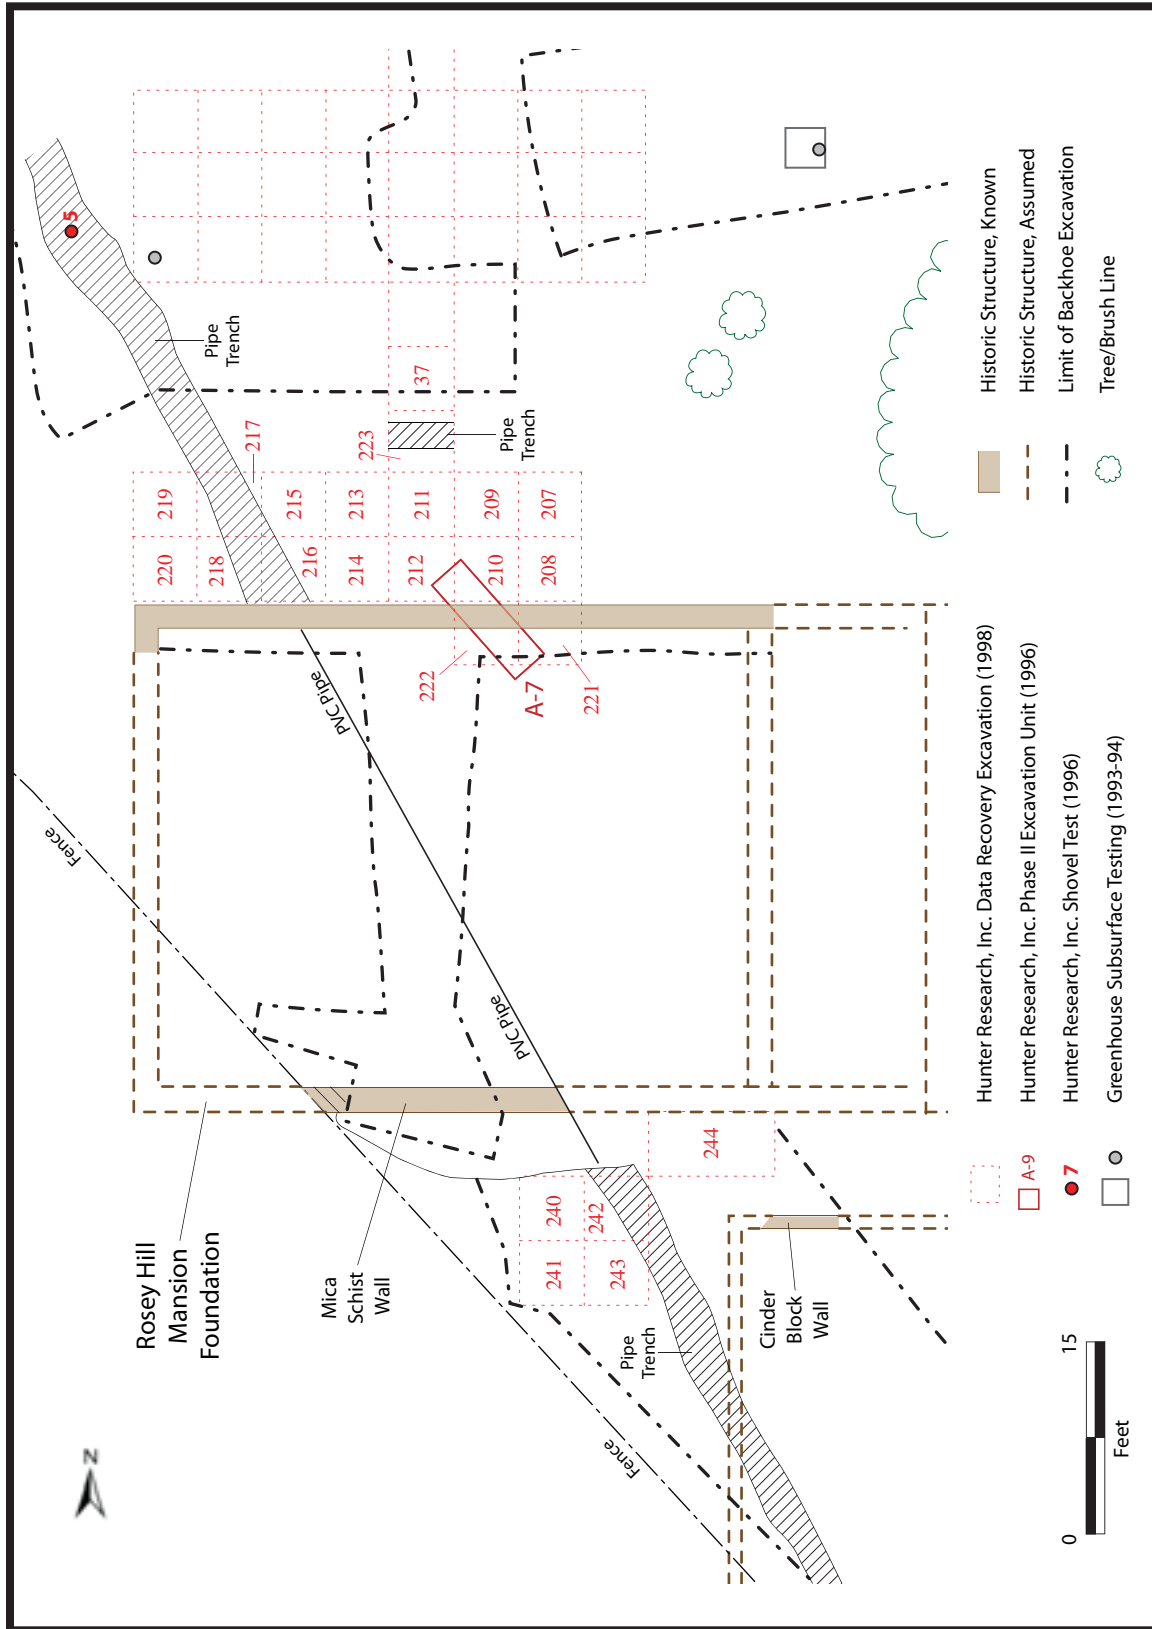 Rosey Hill
Mansion
Foundation
Mica
Schist
Wall
Cinder
Block
Wall
Pipe
Trench
Pipe
Trench
Pipe
Trench
Fence
Fence
PVC Pipe
PVC Pipe
N
5
37
217
223
219
220
218
215
216
213
214
211
212
209
210
207
208
222
221
A-7
240
241
242
243
244
0
15
Feet
Hunter Research, Inc. Data Recovery Excavation (1998)
A-9
Hunter Research, Inc. Phase II Excavation Unit (1996)
7
Hunter Research, Inc. Shovel Test (1996)
Greenhouse Subsurface Testing (1993-94)
Historic Structure, Known
Historic Structure, Assumed
Limit of Backhoe Excavation
Tree/Brush Line